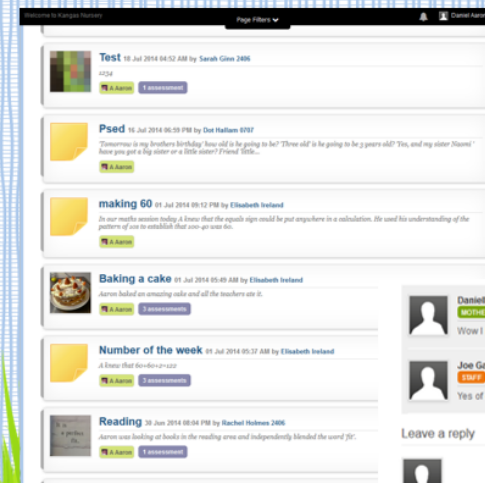 Welcome to Kangas Nursery
Page Filters
Daniel Aaron
Test 18 Jul 2014 04:52 AM by Sarah Ginn 2406
1234
A Aaron 1 assessment
Psed 16 Jul 2014 06:59 PM by Dot Hallam 0707
'Tomorrow is my brothers birthday' how old is he going to be? 'Three old' is he going to be 3 years old? 'Yes, and my sister Naomi '
have you got a big sister or a little sister? Friend 'little...
A Aaron
making 60 01 Jul 2014 09:12 PM by Elisabeth Ireland
In our maths session today A knew that the equals sign could be put anywhere in a calculation. He used his understanding of the
pattern of 10s to establish that 100-40 was 60.
A Aaron
Baking a cake 01 Jul 2014 05:49 AM by Elisabeth Ireland
Aaron baked an amazing cake and all the teachers ate it.
A Aaron 3 assessments
Number of the week 01 Jul 2014 05:37 AM by Elisabeth Ireland
A knew that 60+60+2=122
A Aaron 3 assessments
Reading 30 Jun 2014 08:04 PM by Rachel Holmes 2406
Aaron was looking at books in the reading area and independently blended the word 'fit'.
A Aaron 1 assessment
Daniel
MOTHE
Wow I
Joe Ga
STAFF
Yes of
Leave a reply